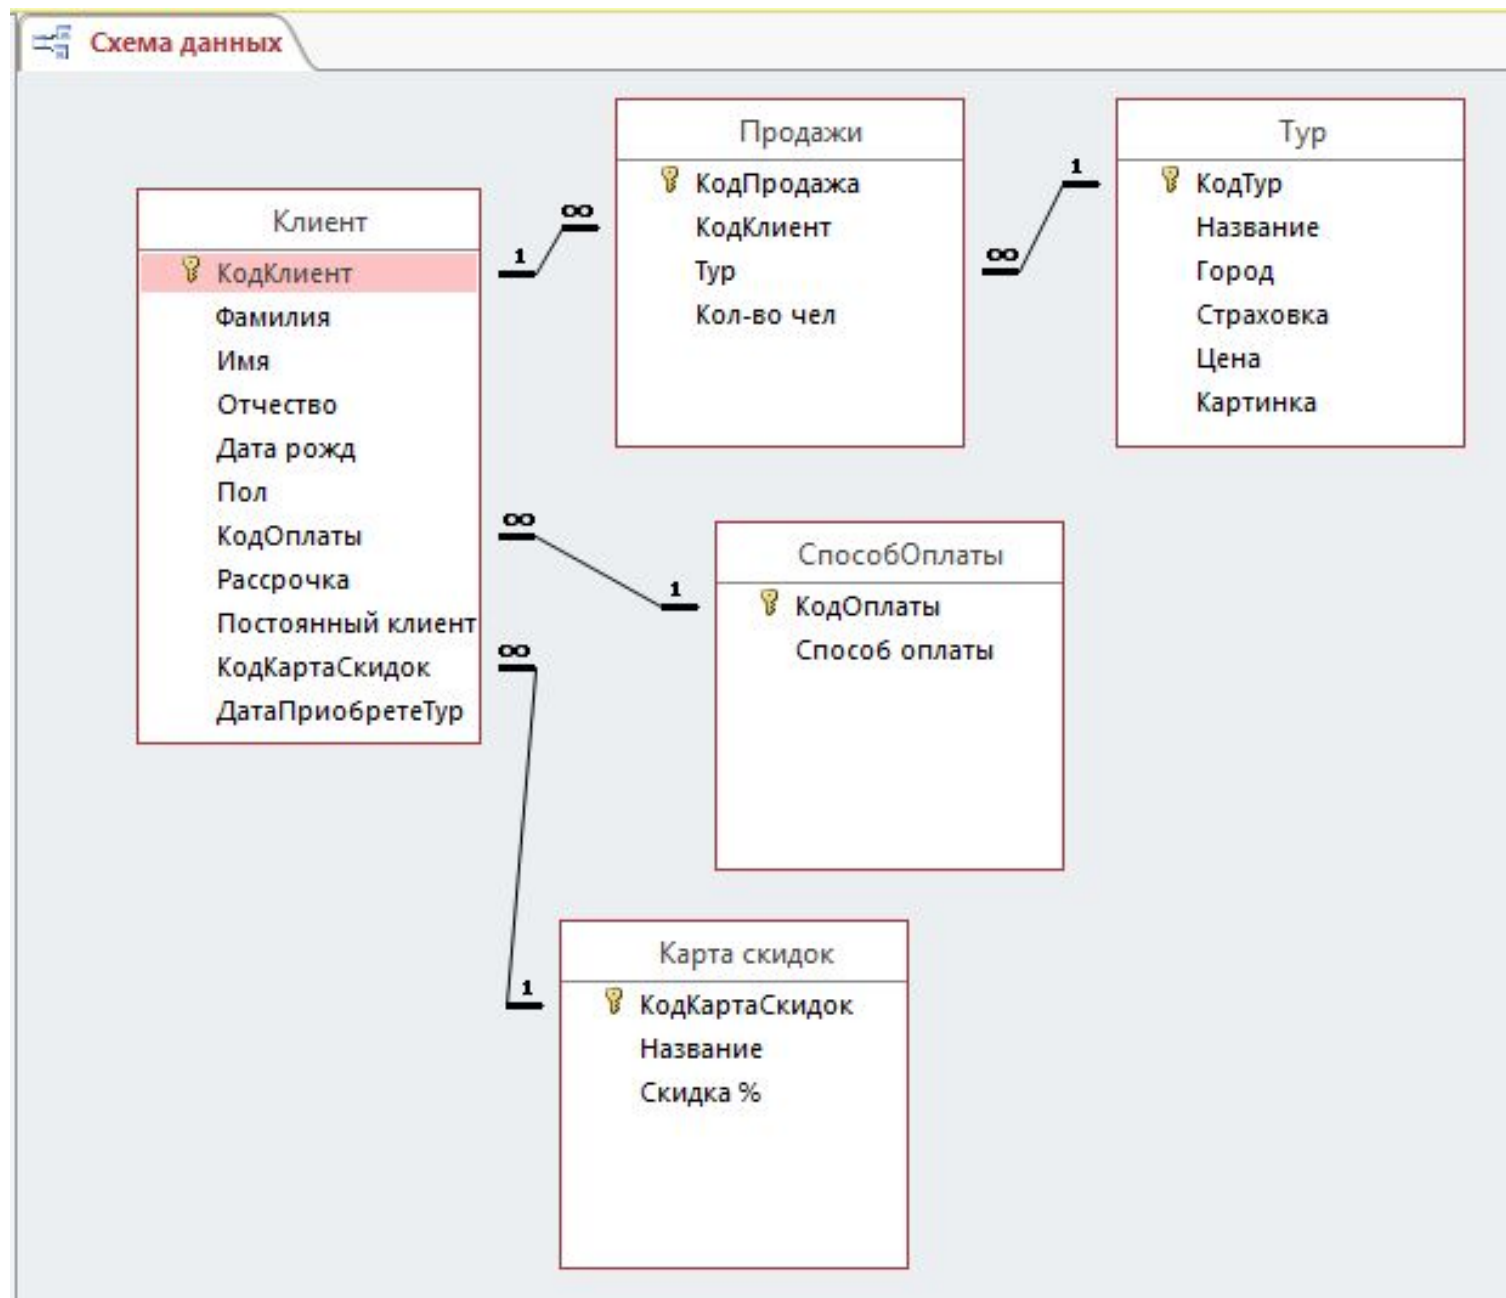 Схема данных
Клиент
КодКлиент
Фамилия
Имя
Отчество
Дата рожд
Пол
КодОплаты
Рассрочка
Постоянный клиент
КодКартаСкидок
ДатаПриобретеТур
1
∞
Продажи
КодПродажа
КодКлиент
Тур
Кол-во чел
∞
1
Тур
КодТур
Название
Город
Страховка
Цена
Картинка
∞
1
СпособОплаты
КодОплаты
Способ оплаты
∞
1
Карта скидок
КодКартаСкидок
Название
Скидка %